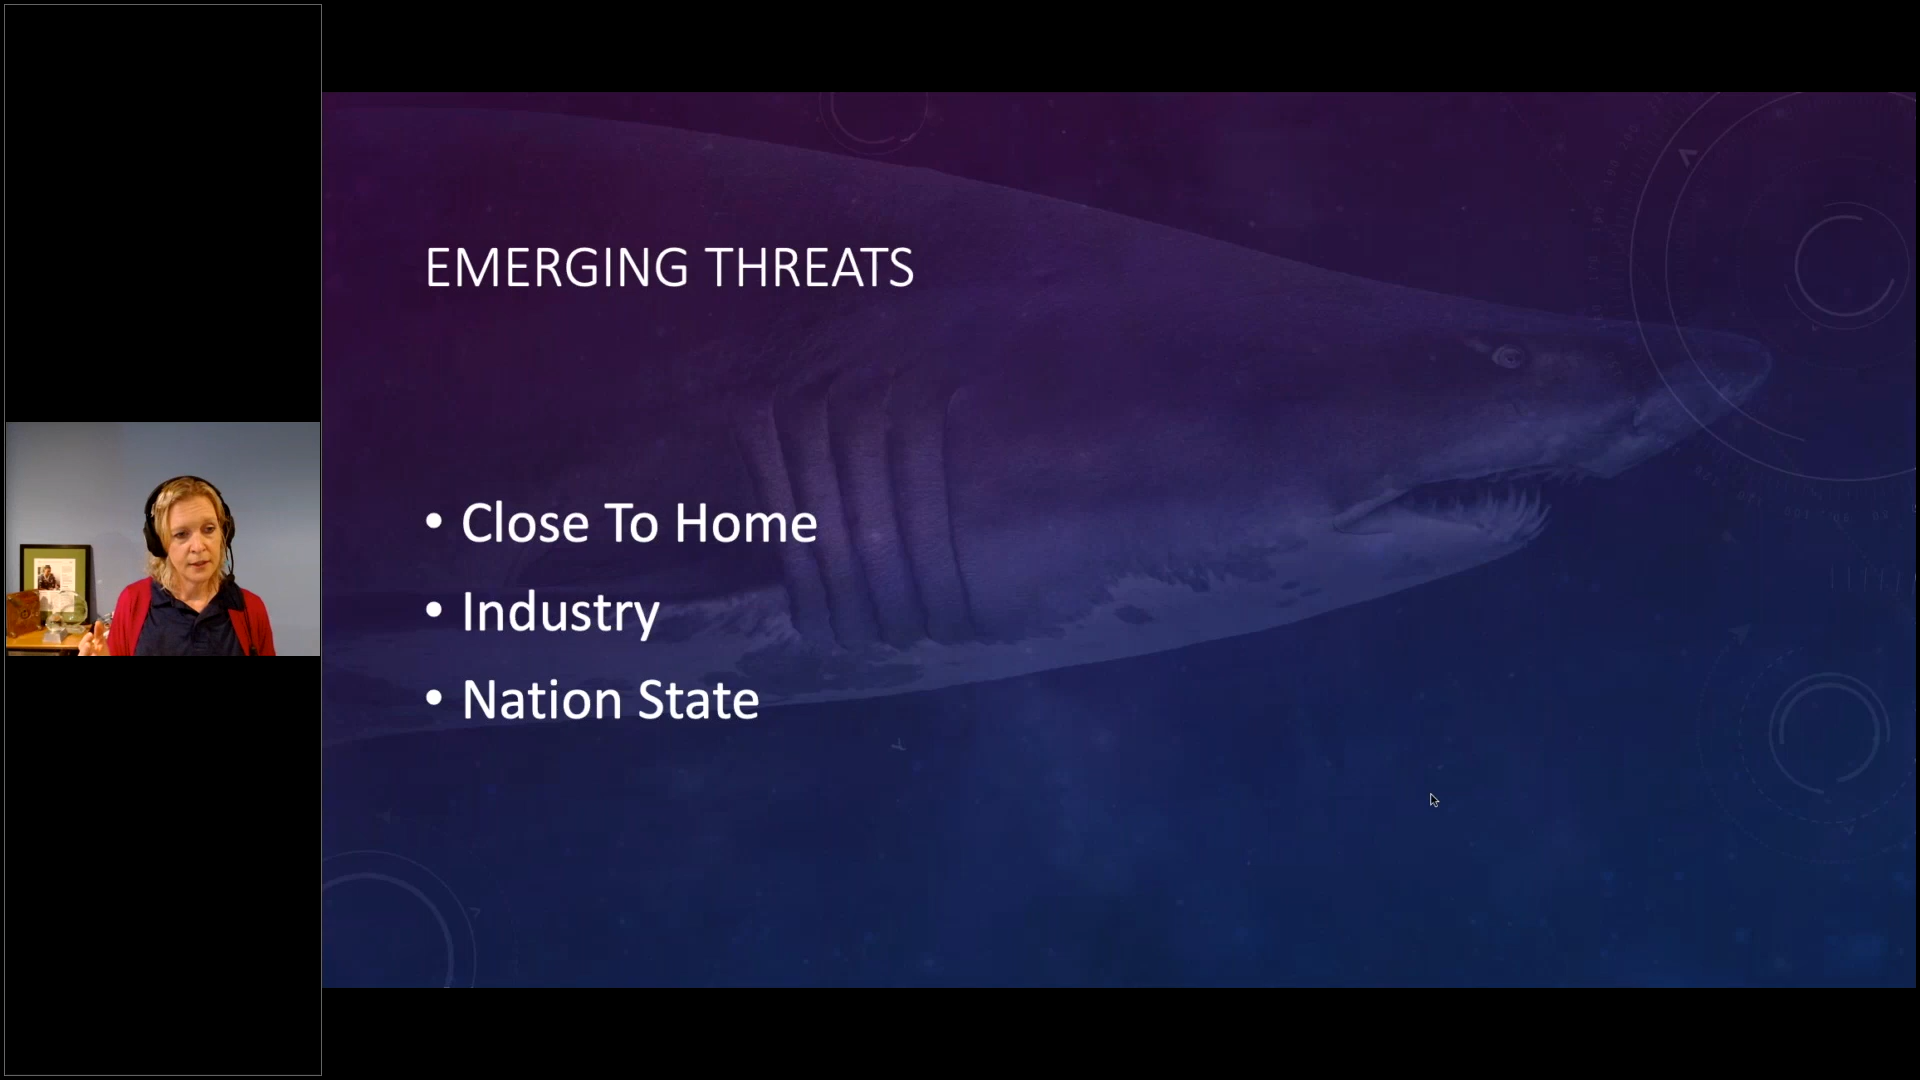 EMERGING THREATS
• Close To Home
• Industry
• Nation State